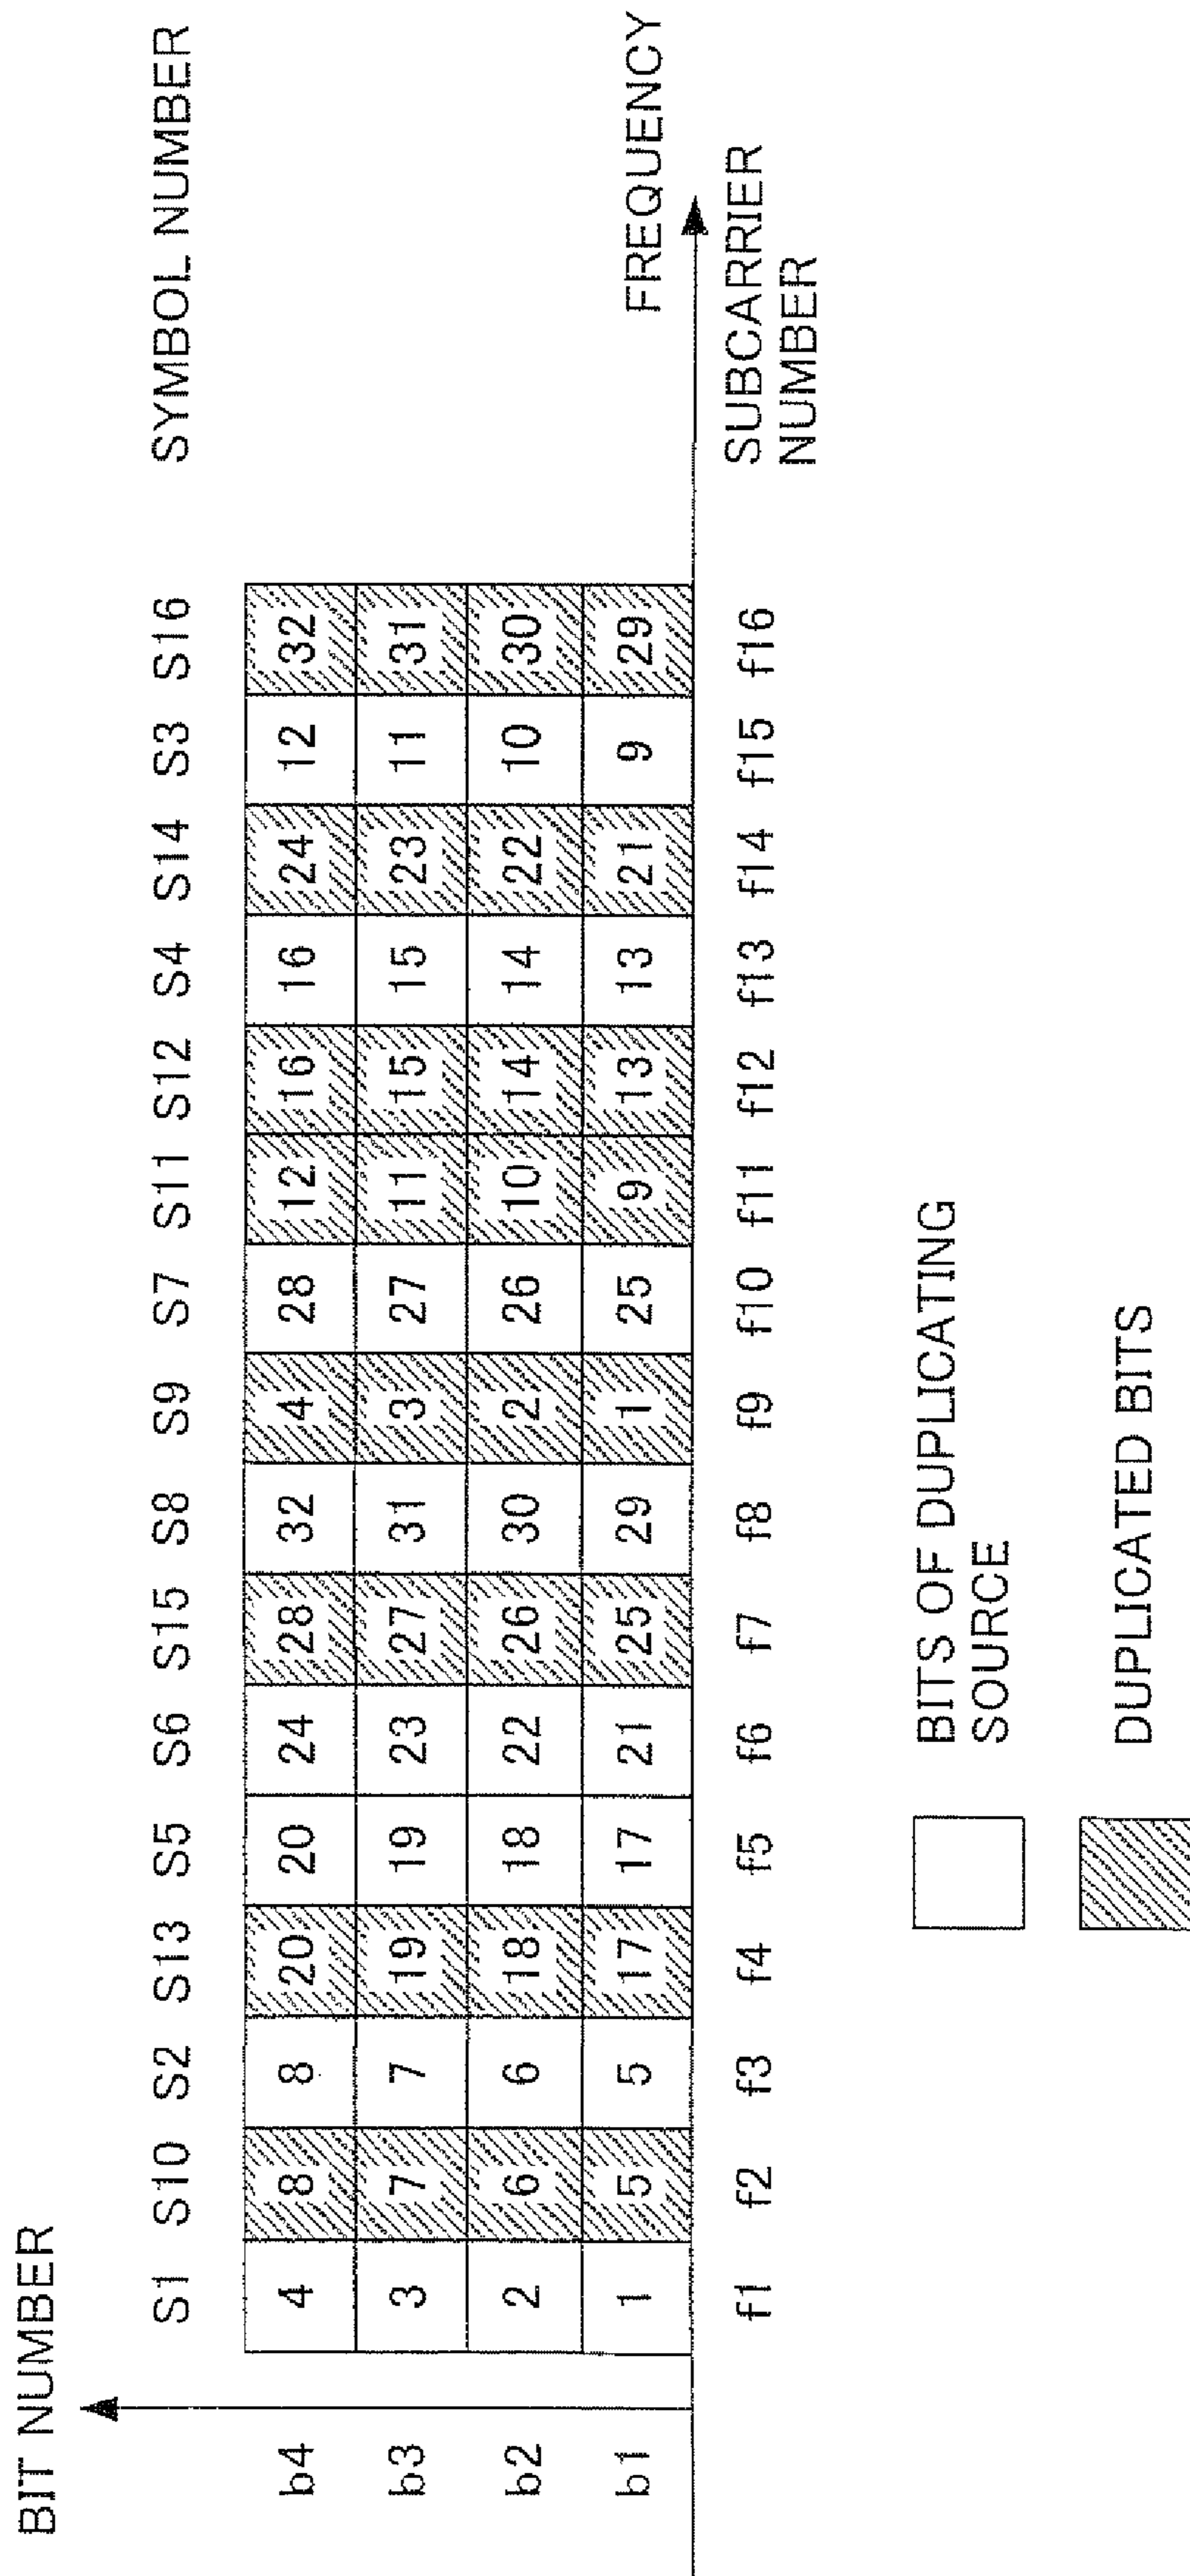 BIT NUMBER
S1 S10 S2 S13 S5 S6 S15 S8 S9 S7 S11 S12 S4 S14 S3 S16 SYMBOL NUMBER
b4 4 8 8 20 20 24 28 32 4 28 12 16 16 24 12 32
b3 3 7 7 19 19 23 27 31 3 27 11 15 15 23 11 31
b2 2 6 6 18 18 22 26 30 2 26 10 14 14 22 10 30
b1 1 5 5 17 17 21 25 29 1 25 9 13 13 21 9 29
FREQUENCY
f1 f2 f3 f4 f5 f6 f7 f8 f9 f10 f11 f12 f13 f14 f15 f16 SUBCARRIER
NUMBER
BITS OF DUPLICATING
SOURCE
DUPLICATED BITS